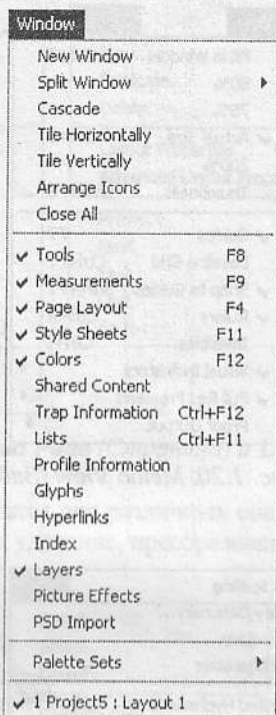 Window
New Window
Split Window
Cascade
Tile Horizontally
Tile Vertically
Arrange Icons
Close All
✓ Tools F8
✓ Measurements F9
✓ Page Layout F4
✓ Style Sheets F11
✓ Colors F12
Shared Content
Trap Information Ctrl+F12
Lists Ctrl+F11
Profile Information
Glyphs
Hyperlinks
Index
✓ Layers
Picture Effects
PSD Import
Palette Sets
✓ 1 Project5 : Layout 1